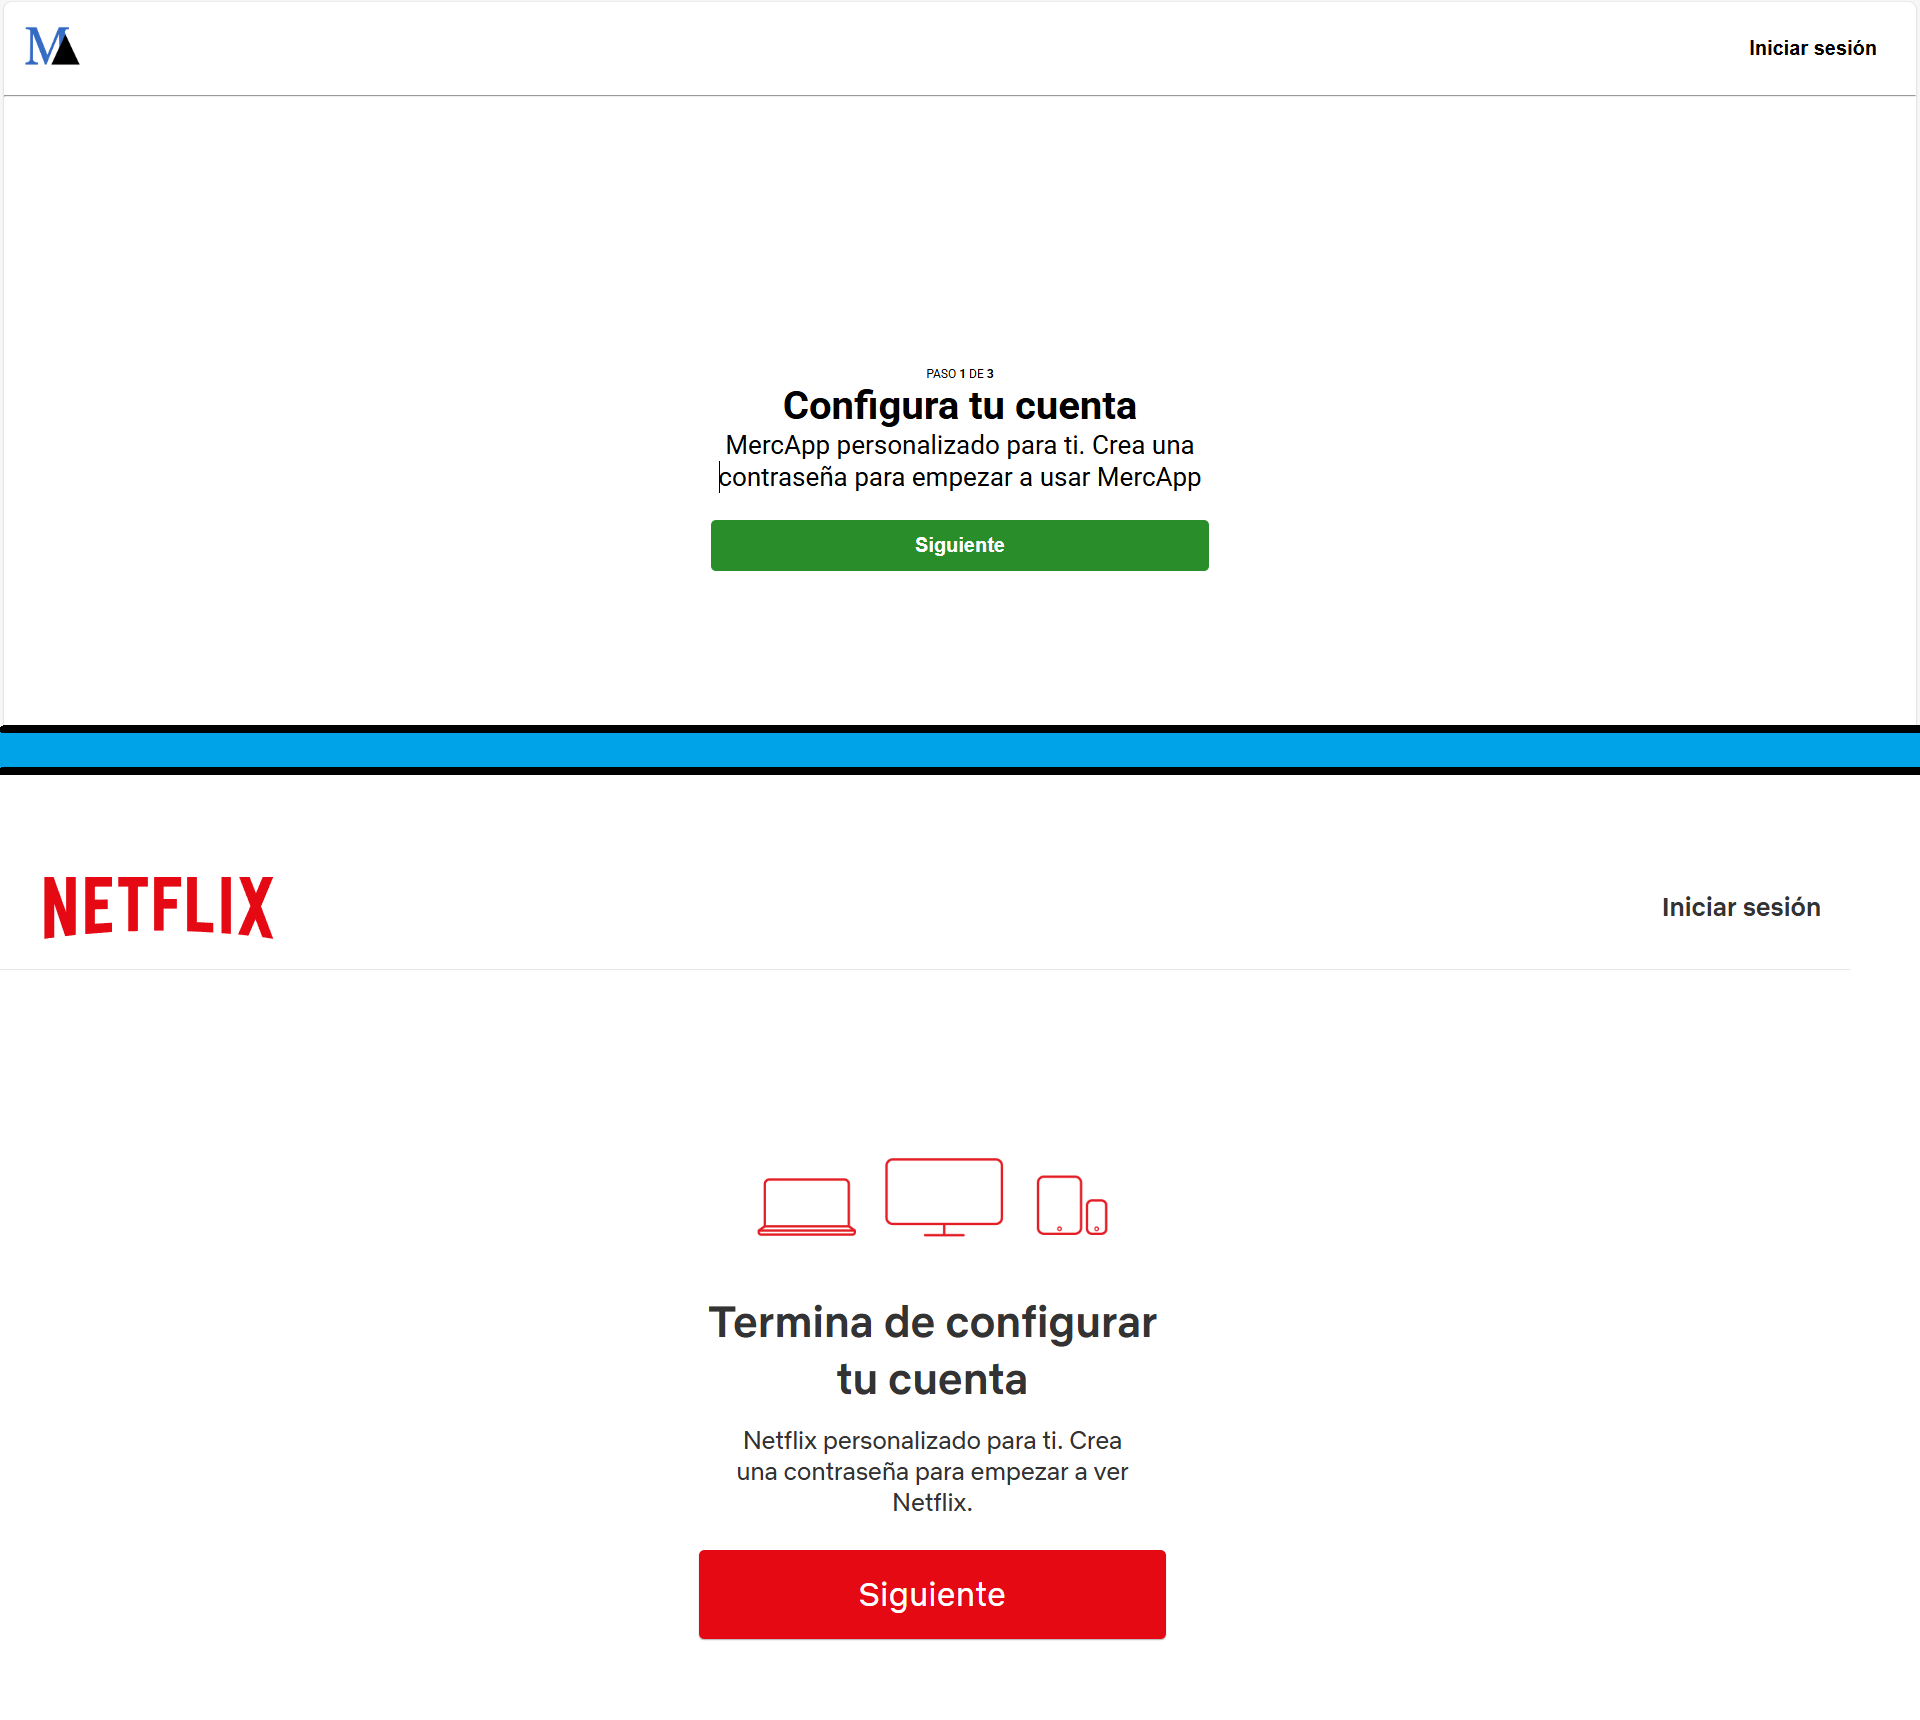 M
Iniciar sesión
PASO 1 DE 3
Configura tu cuenta
MercApp personalizado para ti. Crea una
contraseña para empezar a usar MercApp
Siguiente
NETFLIX
Iniciar sesión
Termina de configurar
tu cuenta
Netflix personalizado para ti. Crea
una contraseña para empezar a ver
Netflix.
Siguiente